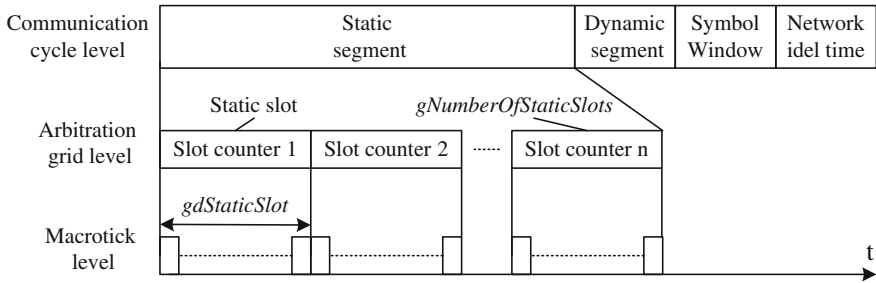 Communication
cycle level
Static
segment
Dynamic
segment
Symbol
Window
Network
idel time
Static slot
gNumberOfStaticSlots
Arbitration
grid level
Slot counter 1
Slot counter 2
Slot counter n
gdStaticSlot
Macrotick
level
t